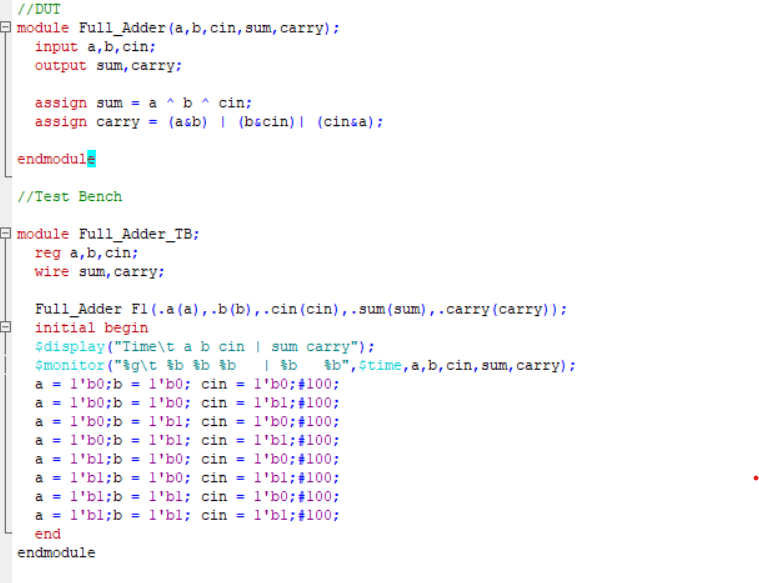 //DUT
module Full_Adder(a,b,cin,sum,carry);
input a,b,cin;
output sum,carry;
assign sum = a ^ b ^ cin;
assign carry = (a&b) | (b&cin)| (cin&a);
endmodule
//Test Bench
module Full_Adder_TB;
reg a,b,cin;
wire sum,carry;
Full_Adder F1(.a(a),.b(b),.cin(cin),.sum(sum),.carry(carry));
initial begin
$display("Time\t a b cin | sum carry");
$monitor("%g\t %b %b %b   | %b   %b",$time,a,b,cin,sum,carry);
a = 1'b0;b = 1'b0; cin = 1'b0;#100;
a = 1'b0;b = 1'b0; cin = 1'b1;#100;
a = 1'b0;b = 1'b1; cin = 1'b0;#100;
a = 1'b0;b = 1'b1; cin = 1'b1;#100;
a = 1'b1;b = 1'b0; cin = 1'b0;#100;
a = 1'b1;b = 1'b0; cin = 1'b1;#100;
a = 1'b1;b = 1'b1; cin = 1'b0;#100;
a = 1'b1;b = 1'b1; cin = 1'b1;#100;
end
endmodule